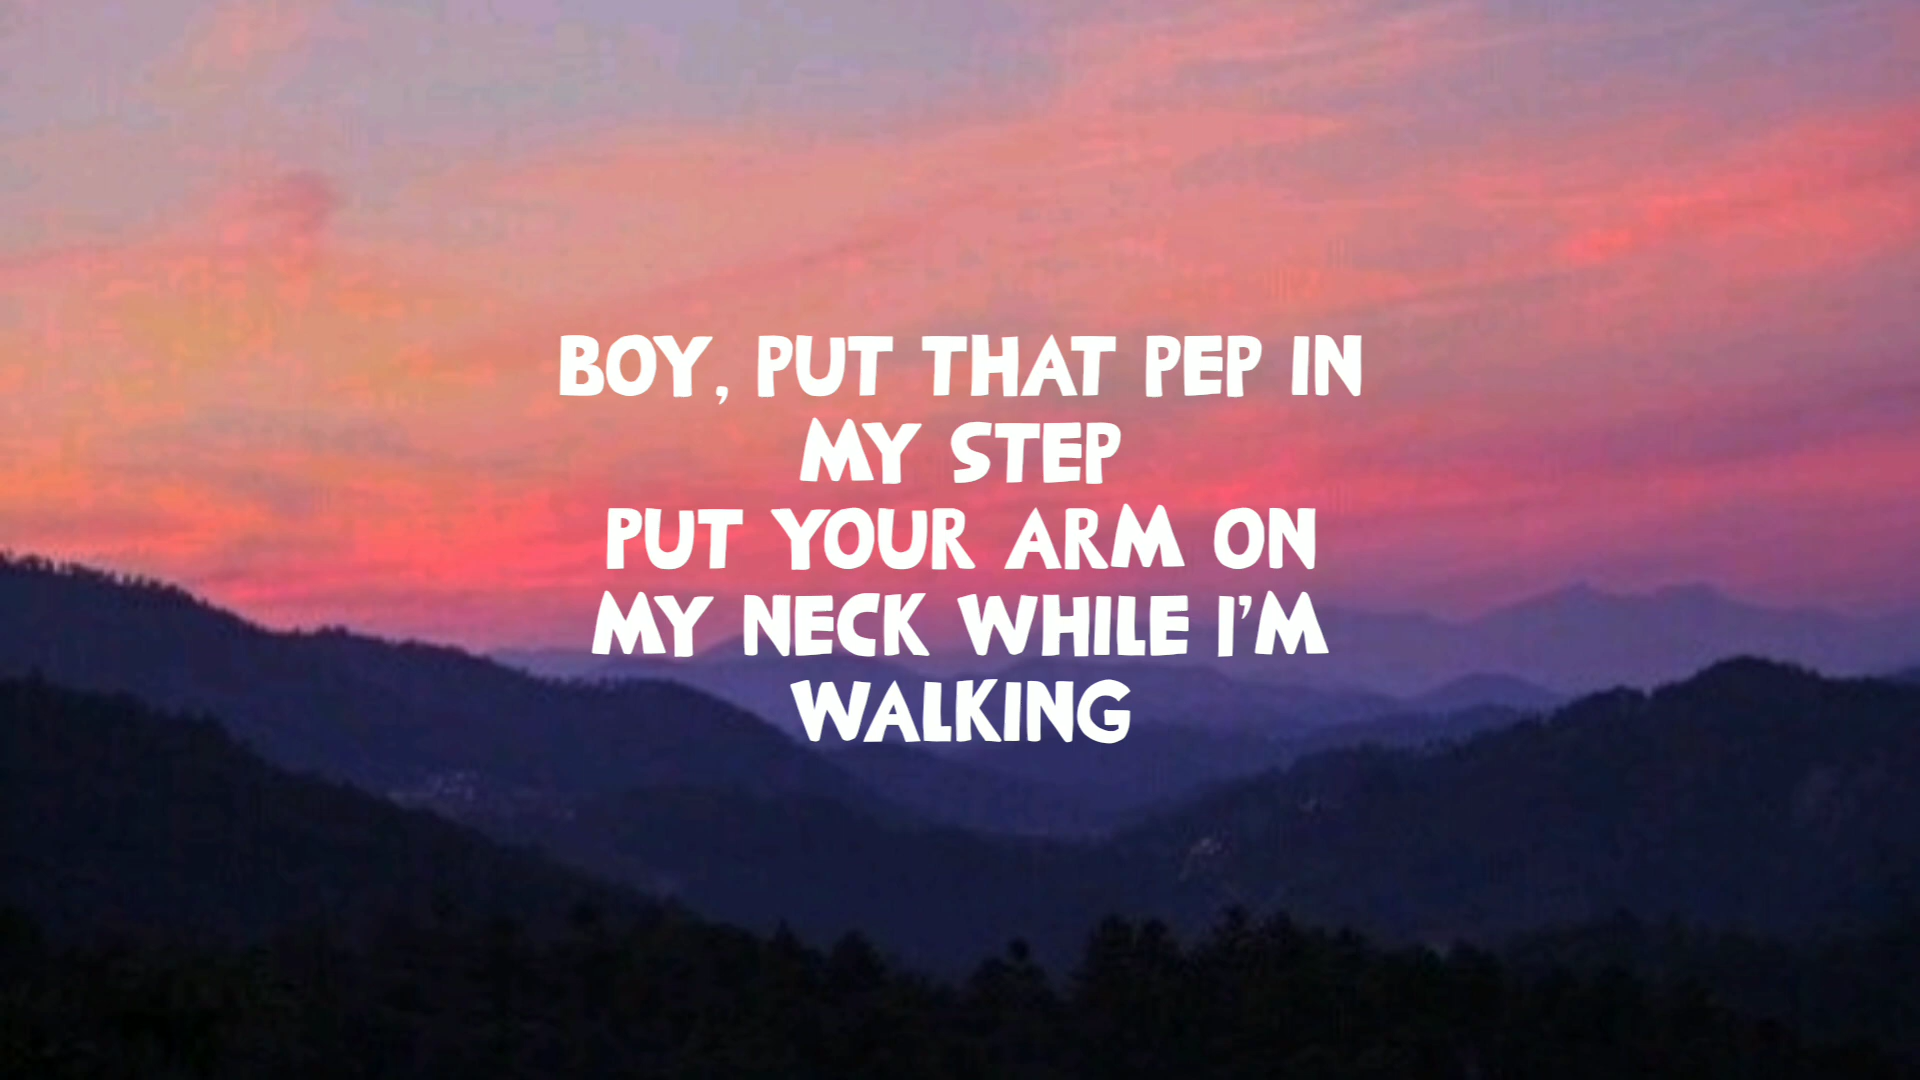 BOY, PUT THAT PEP IN
MY STEP
PUT YOUR ARM ON
MY NECK WHILE I'M
WALKING